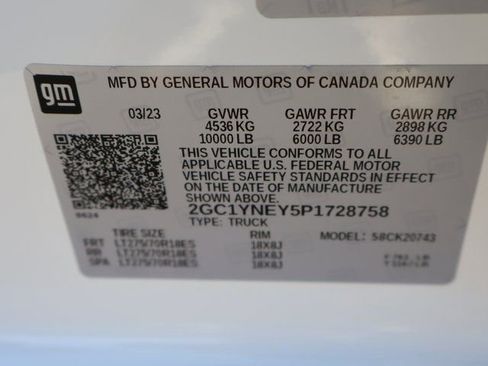 gm
MFD BY GENERAL MOTORS OF CANADA COMPANY
03/23 GVWR GAWR FRT GAWR RR
4536 KG 2722 KG 2898 KG
10000 LB 6000 LB 6390 LB
THIS VEHICLE CONFORMS TO ALL
APPLICABLE U.S. FEDERAL MOTOR
VEHICLE SAFETY STANDARDS IN EFFECT
ON THE DATE OF MANUFACTURE
SHOWN ABOVE.
2GC1YNEY5P1728758
TYPE: TRUCK
TIRE SIZE RIM MODEL: 58CK20743
FRT LT275/70R18ES 18X8J
RR LT275/70R18ES 18X8J
SPA LT275/70R18ES 18X8J